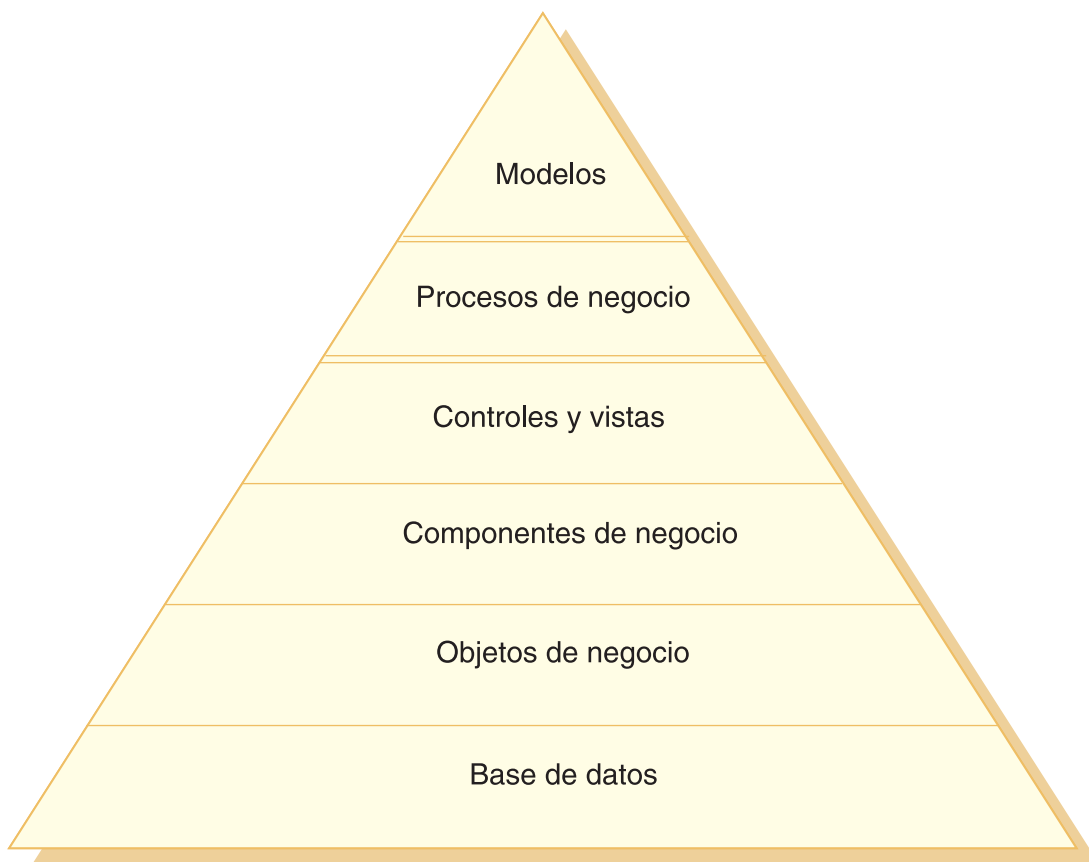 Modelos
Procesos de negocio
Controles y vistas
Componentes de negocio
Objetos de negocio
Base de datos